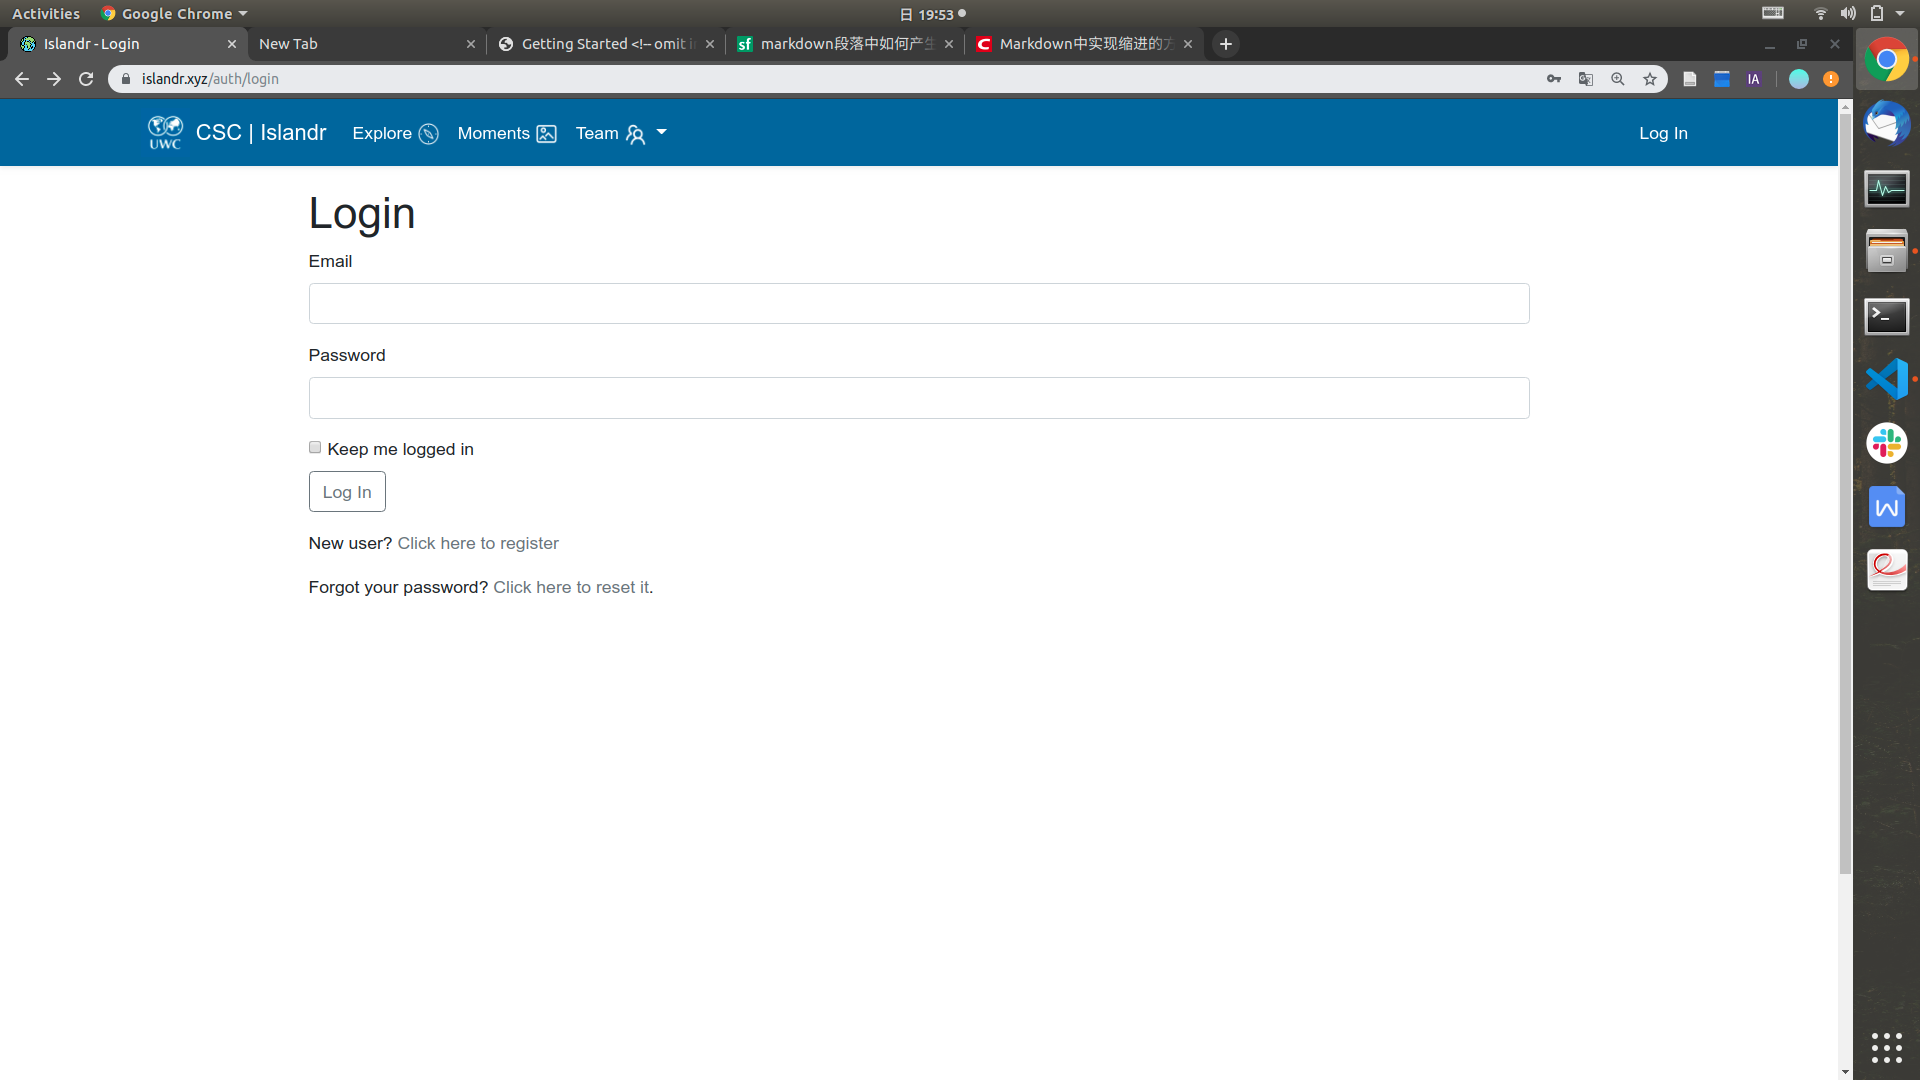 Activities
Google Chrome
日 19:53
Islandr - Login
New Tab
Getting Started <!-- omit i
markdown段落中如何产生
Markdown中实现缩进的方
islandr.xyz/auth/login
IA
UWC
CSC | Islandr
Explore
Moments
Team
Log In
Login
Email
Password
Keep me logged in
Log In
New user? Click here to register
Forgot your password? Click here to reset it.